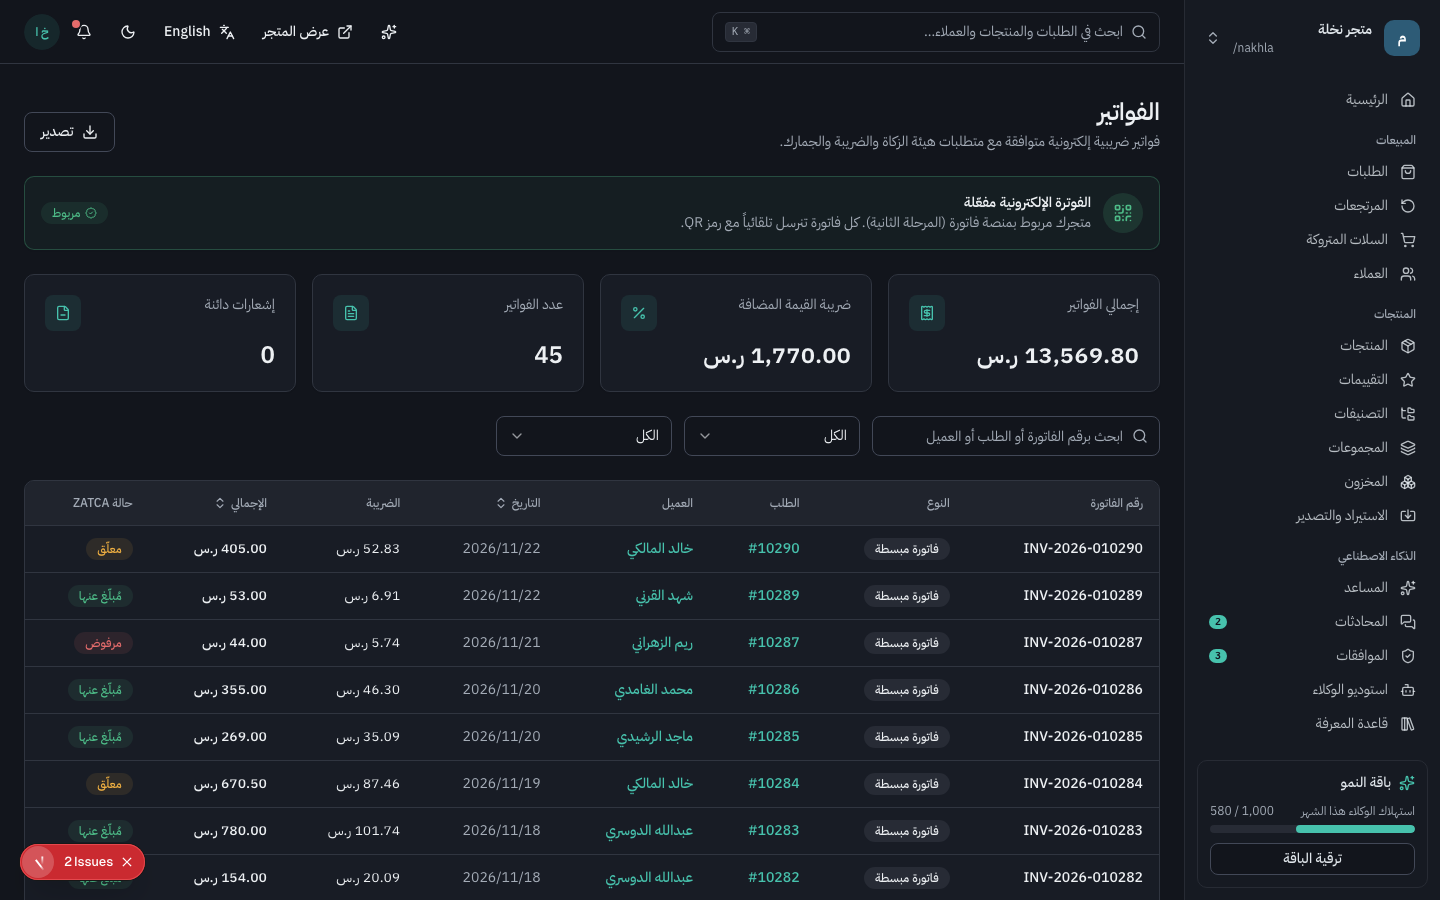 متجر نخلة
/nakhla
الرئيسية
المبيعات
الطلبات
المرتجعات
السلات المتروكة
العملاء
المنتجات
المنتجات
التقييمات
التصنيفات
المجموعات
المخزون
الاستيراد والتصدير
الذكاء الاصطناعي
المساعد
المحادثات 2
الموافقات 3
استوديو الوكلاء
قاعدة المعرفة
باقة النمو
استهلاك الوكلاء هذا الشهر 580 / 1,000
ترقية الباقة
ابحث في الطلبات والمنتجات والعملاء... ⌘ K
عرض المتجر
English
خ ا
الفواتير
فواتير ضريبية إلكترونية متوافقة مع متطلبات هيئة الزكاة والضريبة والجمارك.
تصدير
الفوترة الإلكترونية مفعّلة
متجرك مربوط بمنصة فاتورة (المرحلة الثانية). كل فاتورة تترسل تلقائياً مع رمز QR.
مربوط
إجمالي الفواتير
13,569.80 ر.س
ضريبة القيمة المضافة
1,770.00 ر.س
عدد الفواتير
45
إشعارات دائنة
0
ابحث برقم الفاتورة أو الطلب أو العميل
الكل
الكل
رقم الفاتورة النوع الطلب العميل التاريخ الضريبة الإجمالي حالة ZATCA
INV-2026-010290 فاتورة مبسطة #10290 خالد المالكي 2026/11/22 52.83 ر.س 405.00 ر.س معلّق
INV-2026-010289 فاتورة مبسطة #10289 شهد القرني 2026/11/22 6.91 ر.س 53.00 ر.س مُبلّغ عنها
INV-2026-010287 فاتورة مبسطة #10287 ريم الزهراني 2026/11/21 5.74 ر.س 44.00 ر.س مرفوض
INV-2026-010286 فاتورة مبسطة #10286 محمد الغامدي 2026/11/20 46.30 ر.س 355.00 ر.س مُبلّغ عنها
INV-2026-010285 فاتورة مبسطة #10285 ماجد الرشيدي 2026/11/20 35.09 ر.س 269.00 ر.س مُبلّغ عنها
INV-2026-010284 فاتورة مبسطة #10284 خالد المالكي 2026/11/19 87.46 ر.س 670.50 ر.س معلّق
INV-2026-010283 فاتورة مبسطة #10283 عبدالله الدوسري 2026/11/18 101.74 ر.س 780.00 ر.س مُبلّغ عنها
INV-2026-010282 فاتورة مبسطة #10282 عبدالله الدوسري 2026/11/18 20.09 ر.س 154.00 ر.س
2 Issues